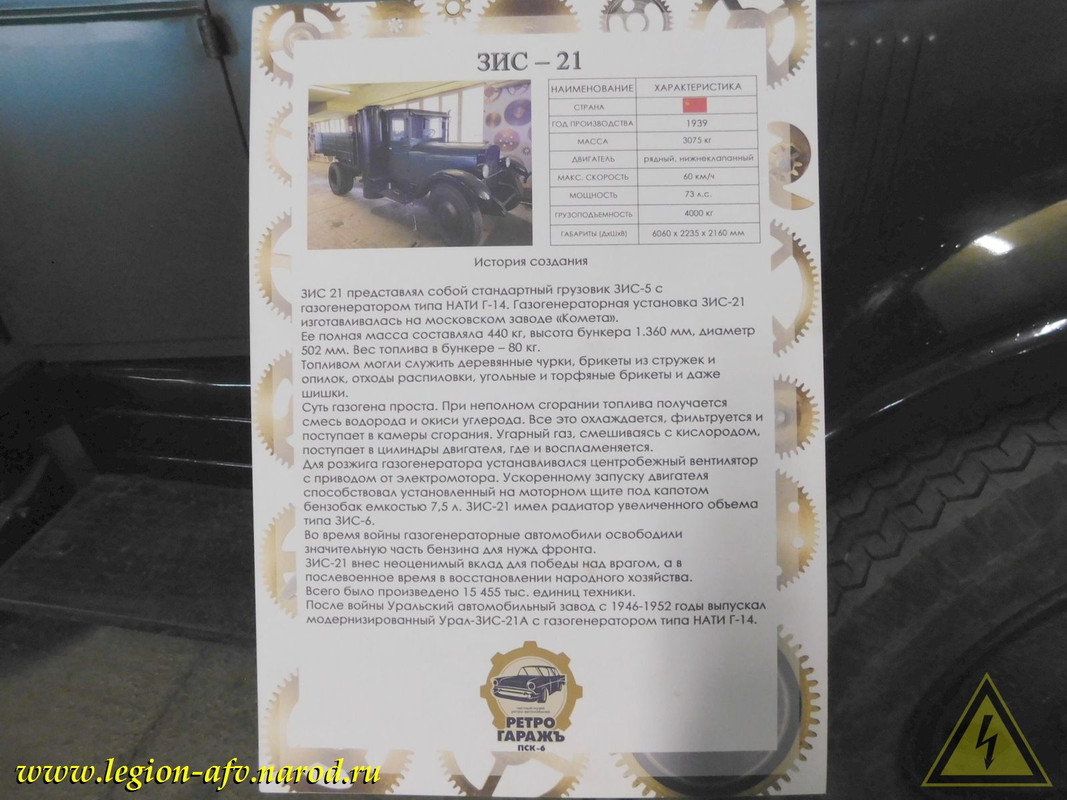 ЗИС – 21
НАИМЕНОВАНИЕ ХАРАКТЕРИСТИКА
СТРАНА
ГОД ПРОИЗВОДСТВА 1939
МАССА 3075 кг
ДВИГАТЕЛЬ рядный, нижнеклапанный
МАКС. СКОРОСТЬ 60 км/ч
МОЩНОСТЬ 73 л.с.
ГРУЗОПОДЪЕМНОСТЬ 4000 кг
ГАБАРИТЫ (ДхШхВ) 6060 х 2235 х 2160 мм
История создания
ЗИС 21 представлял собой стандартный грузовик ЗИС-5 с
газогенератором типа НАТИ Г-14. Газогенераторная установка ЗИС-21
изготавливалась на московском заводе «Комета».
Ее полная масса составляла 440 кг, высота бункера 1.360 мм, диаметр
502 мм. Вес топлива в бункере – 80 кг.
Топливом могли служить деревянные чурки, брикеты из стружек и
опилок, отходы распиловки, угольные и торфяные брикеты и даже
шишки.
Суть газогена проста. При неполном сгорании топлива получается
смесь водорода и окиси углерода. Все это охлаждается, фильтруется и
поступает в камеры сгорания. Угарный газ, смешиваясь с кислородом,
поступает в цилиндры двигателя, где и воспламеняется.
Для розжига газогенератора устанавливался центробежный вентилятор
с приводом от электромотора. Ускоренному запуску двигателя
способствовал установленный на моторном щите под капотом
бензобак емкостью 7,5 л. ЗИС-21 имел радиатор увеличенного объема
типа ЗИС-6.
Во время войны газогенераторные автомобили освободили
значительную часть бензина для нужд фронта.
ЗИС-21 внес неоценимый вклад для победы над врагом, а в
послевоенное время в восстановлении народного хозяйства.
Всего было произведено 15 455 тыс. единиц техники.
После войны Уральский автомобильный завод с 1946-1952 годы выпускал
модернизированный Урал-ЗИС-21А с газогенератором типа НАТИ Г-14.
РЕТРО
ГАРАЖЪ
ПСК-6
www.legion-afv.narod.ru